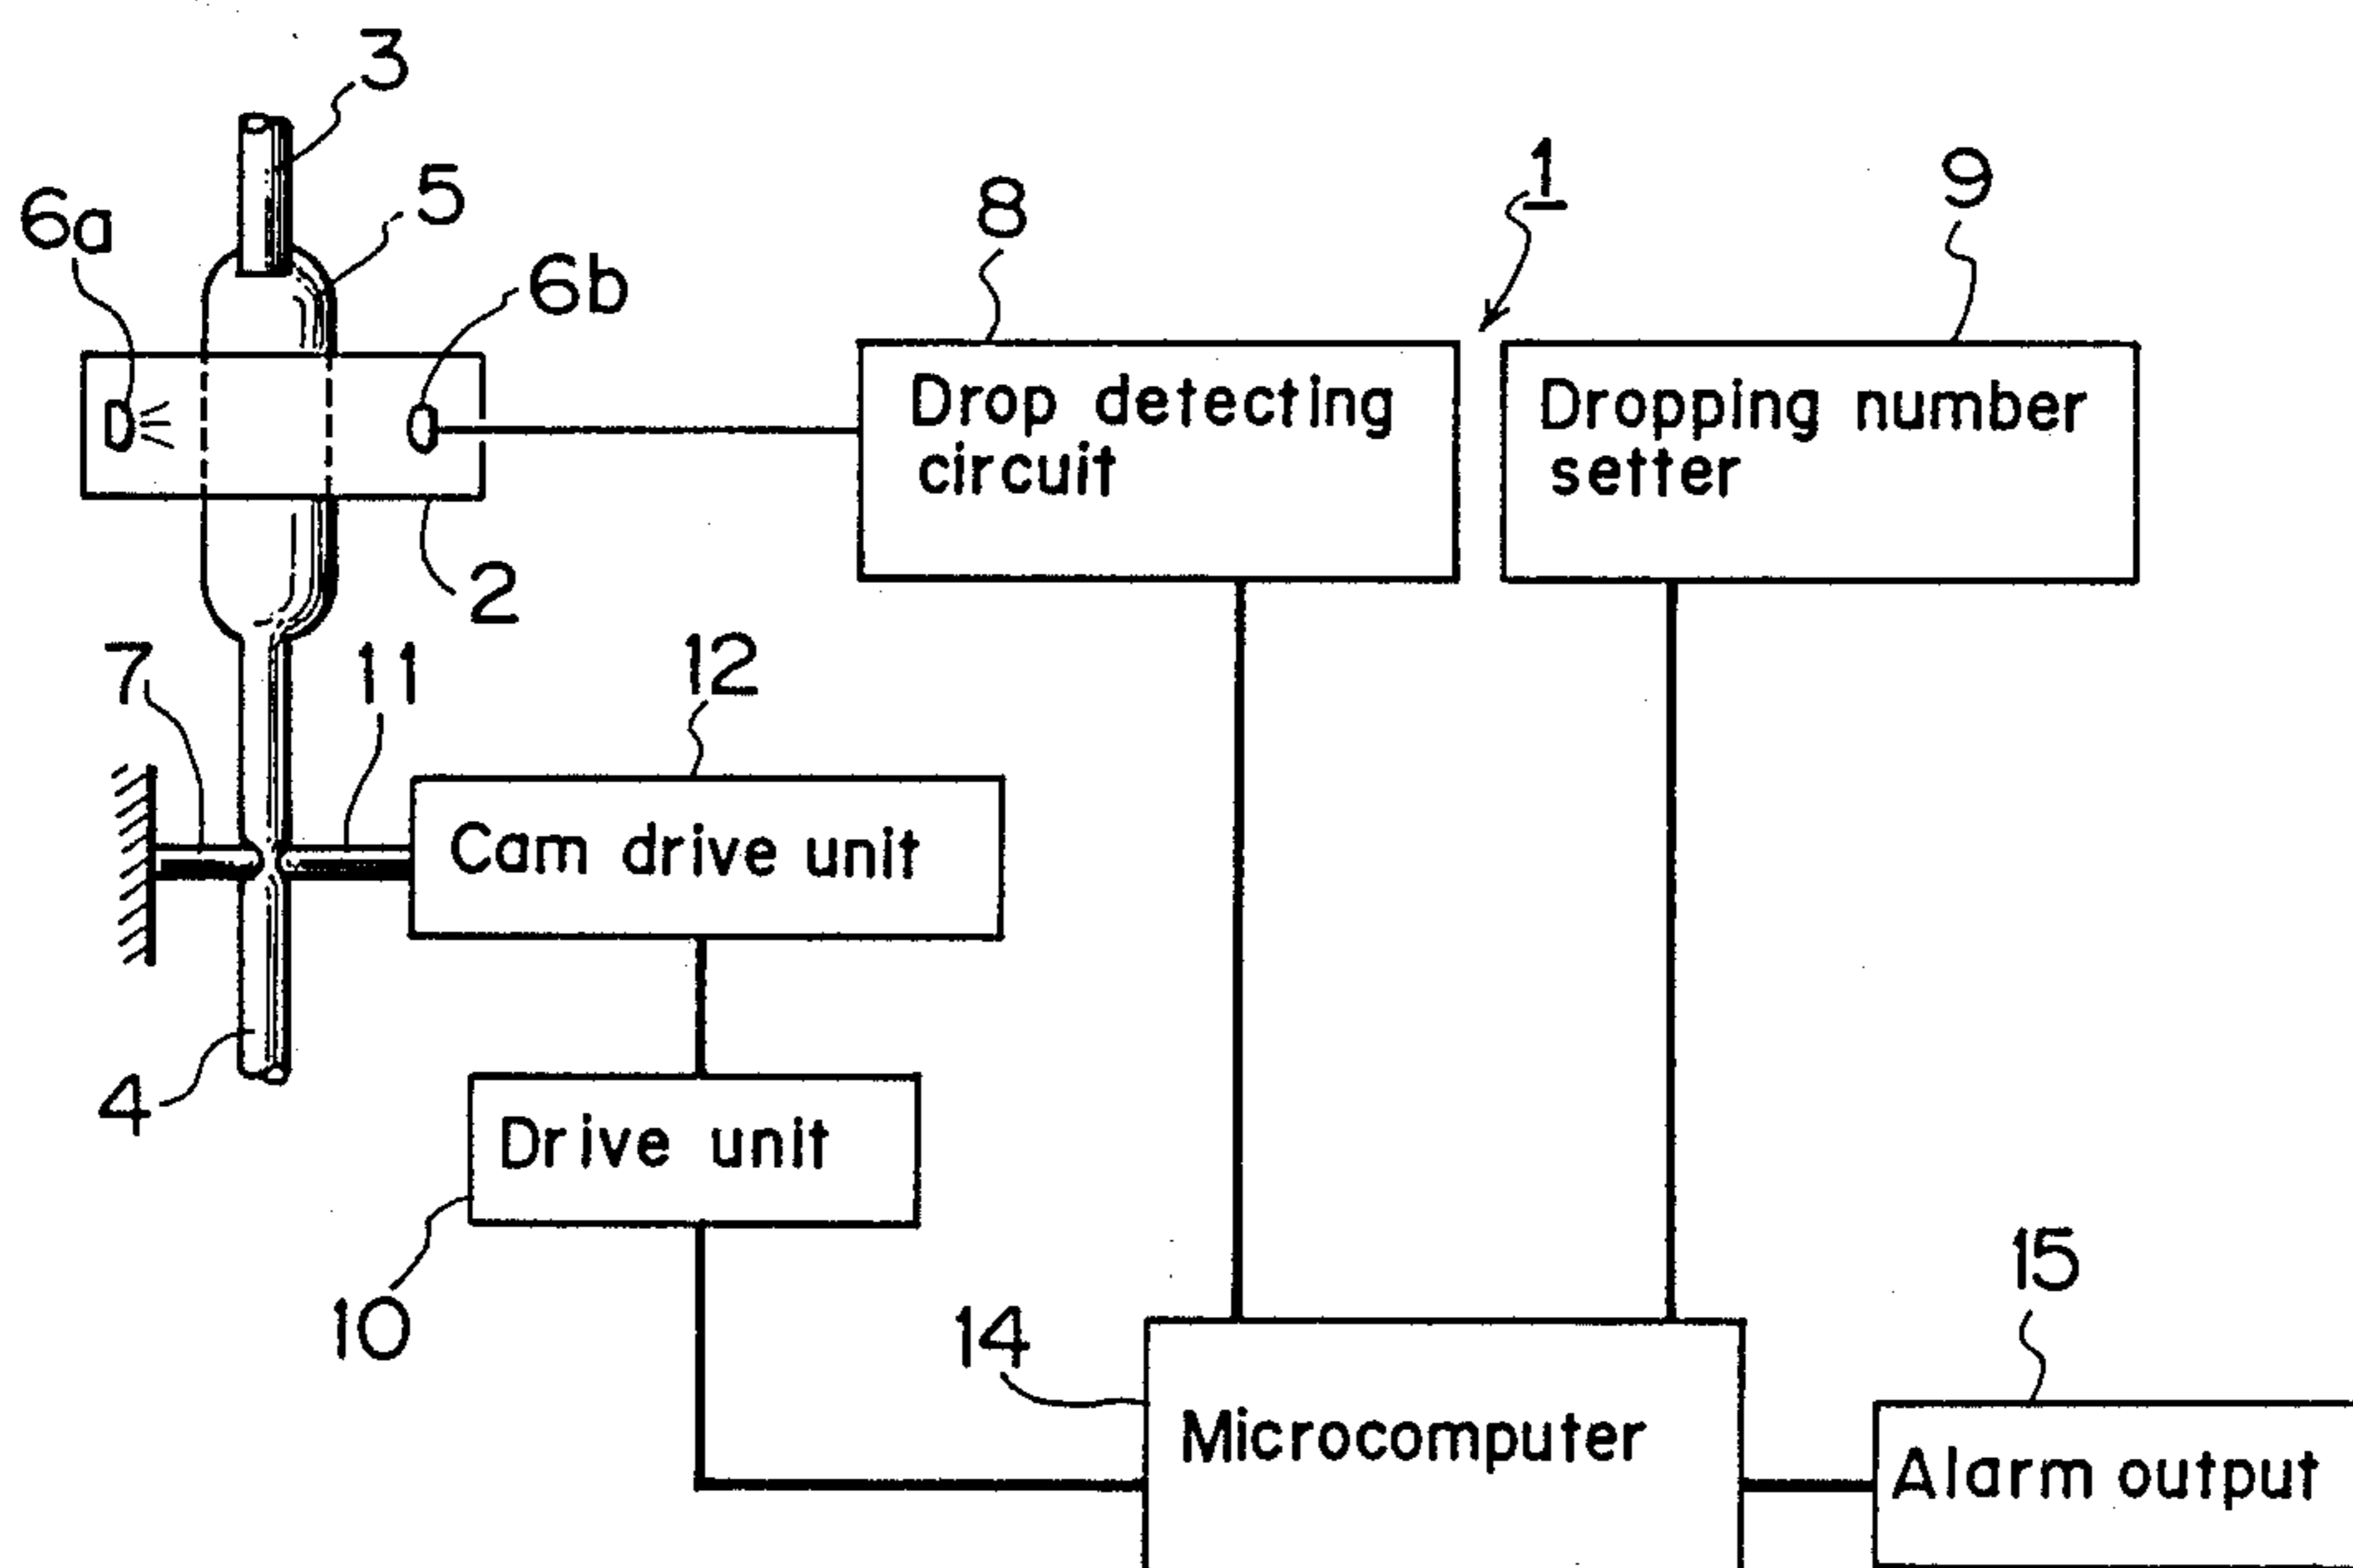 3
5
6a
6b
8
1
9
Drop detecting
circuit
Dropping number
setter
2
7
11
12
Cam drive unit
4
Drive unit
10
14
15
Microcomputer
Alarm output